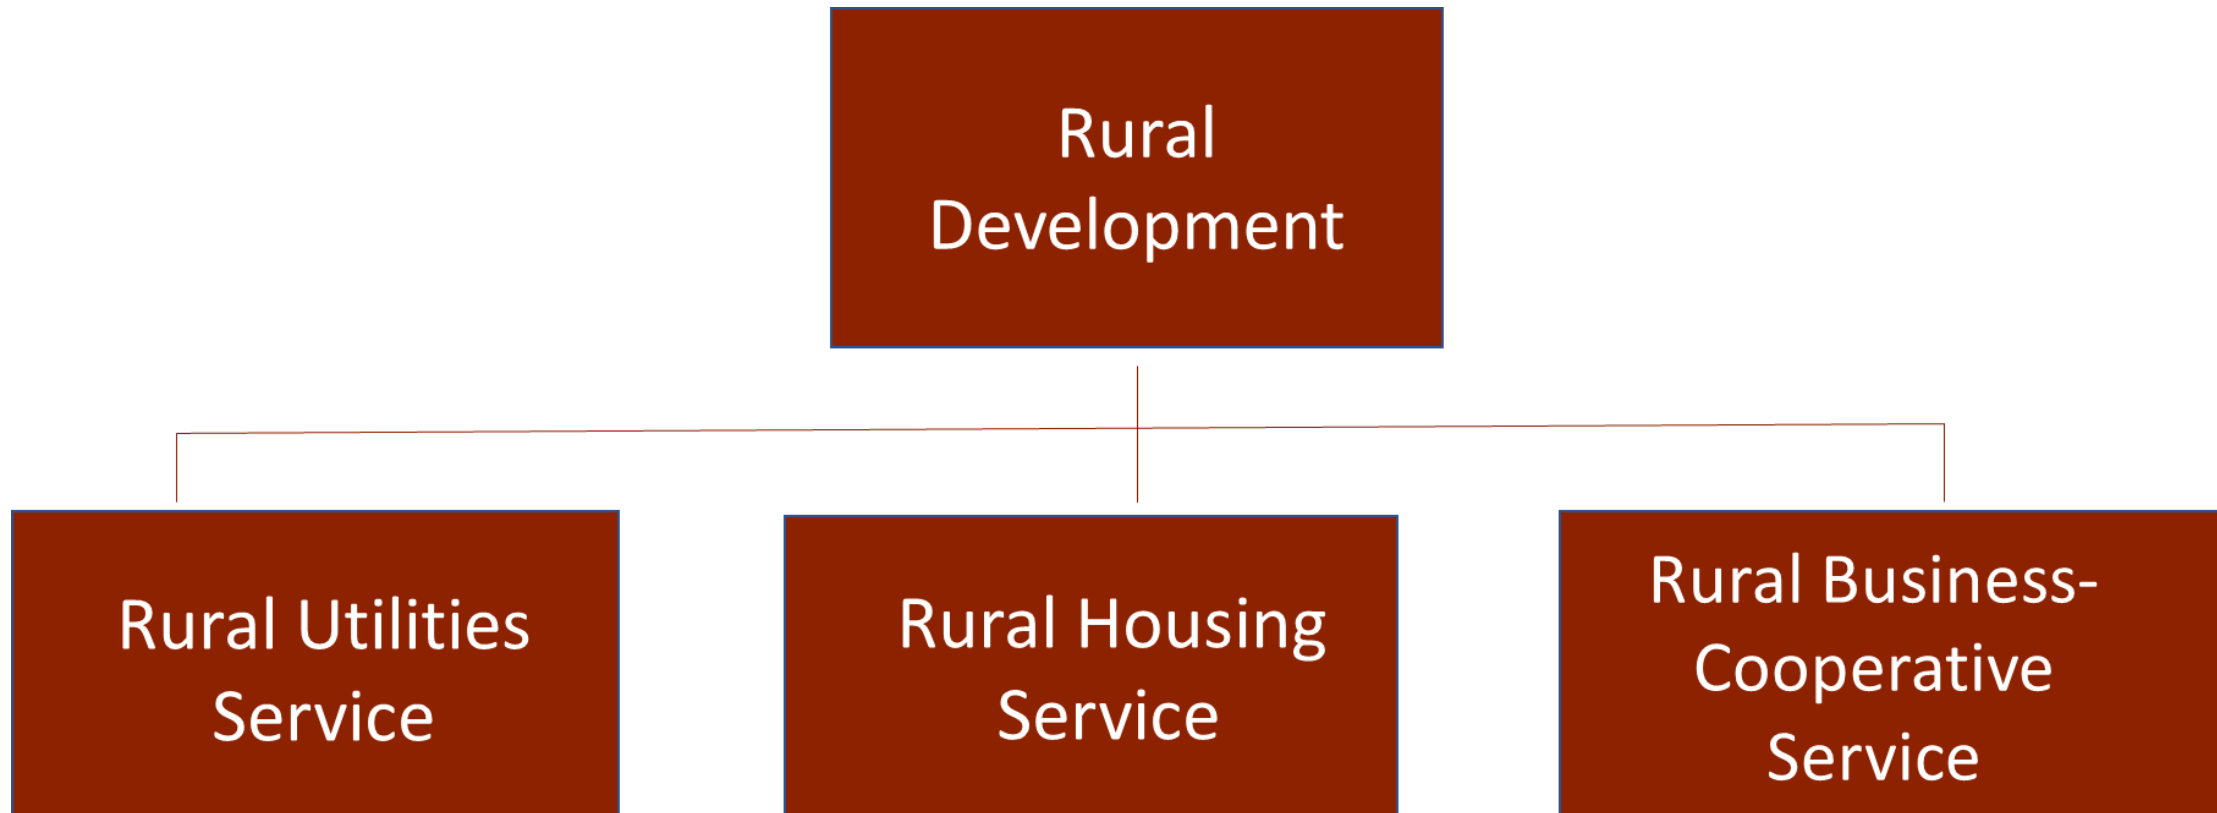 Rural
Development
Rural Utilities
Service
Rural Housing
Service
Rural Business-
Cooperative
Service